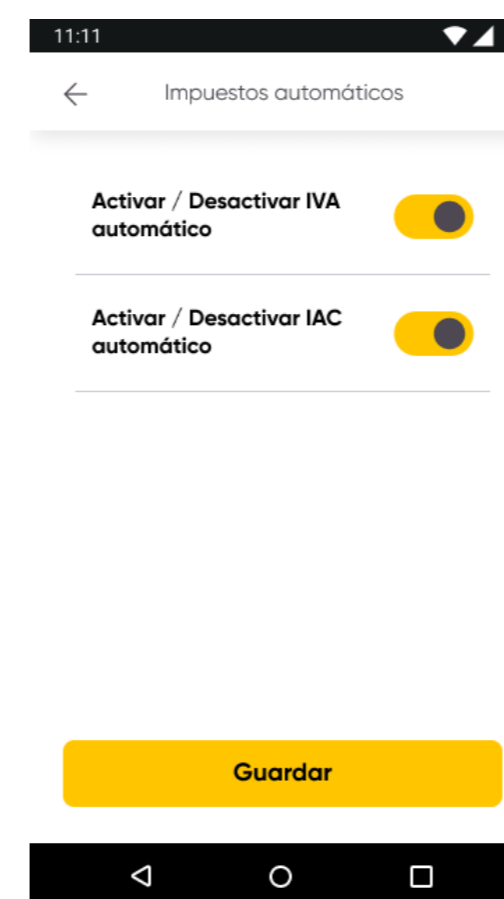 11:11
Impuestos automáticos
Activar / Desactivar IVA
automático
Activar / Desactivar IAC
automático
Guardar